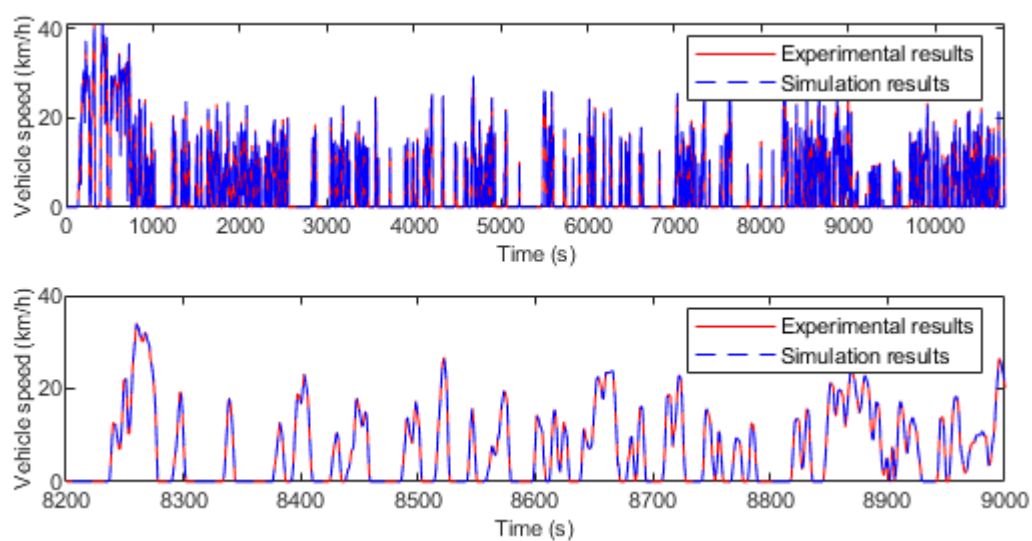 Vehicle speed (km/h)
40
20
0
Experimental results
Simulation results
0 1000 2000 3000 4000 5000 6000 7000 8000 9000 10000
Time (s)
Vehicle speed (km/h)
40
20
0
Experimental results
Simulation results
8200 8300 8400 8500 8600 8700 8800 8900 9000
Time (s)